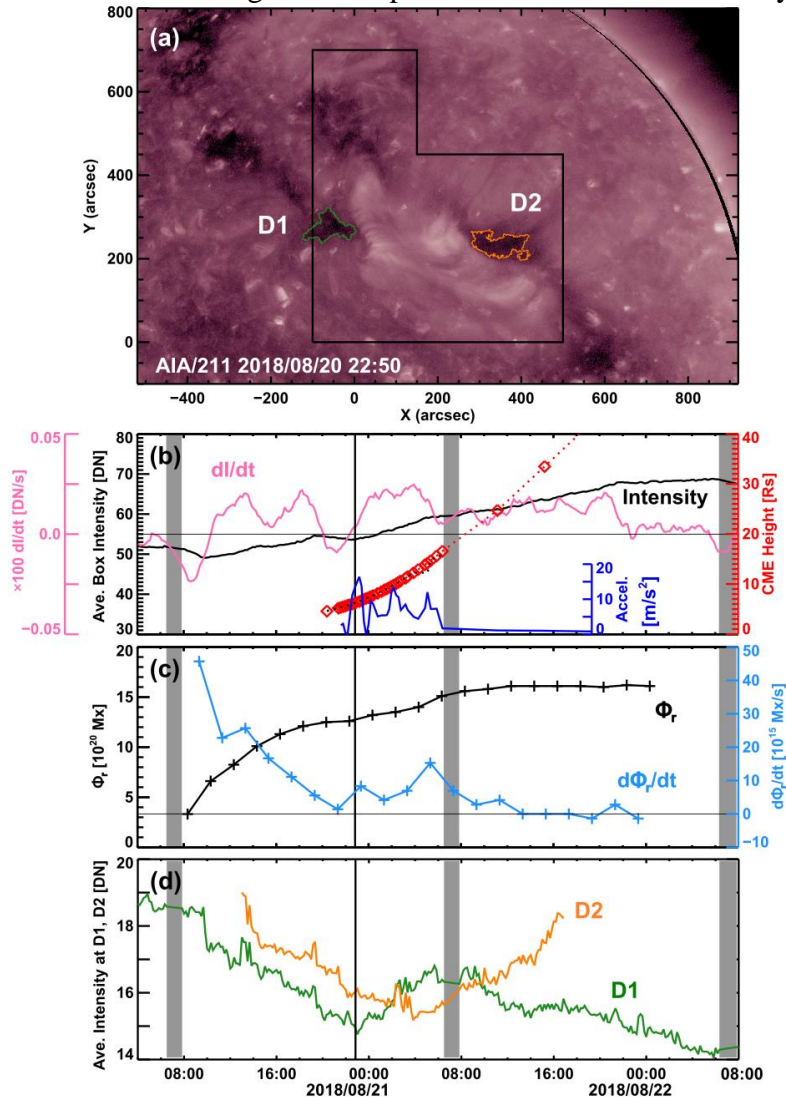 (a)
D1
D2
AIA/211 2018/08/20 22:50
Y (arcsec)
800
700
600
500
400
300
200
100
0
−400 −200 0 200 400 600 800
X (arcsec)
(b)
dI/dt
Intensity
×100 dI/dt [DN/s]
0.05
0.0
−0.05
Ave. Box Intensity [DN]
80
70
60
50
40
30
20
10
0
Accel.
[m/s²]
40
30
20
10
0
CME Height [Rs]
(c)
Φr
dΦr/dt
Φr [10²⁰ Mx]
20
15
10
5
0
50
40
30
20
10
0
−10
dΦr/dt [10¹⁵ Mx/s]
(d)
D2
D1
Ave. Intensity at D1, D2 [DN]
20
18
16
14
08:00 16:00 00:00 08:00 16:00 00:00 08:00
2018/08/21 2018/08/22